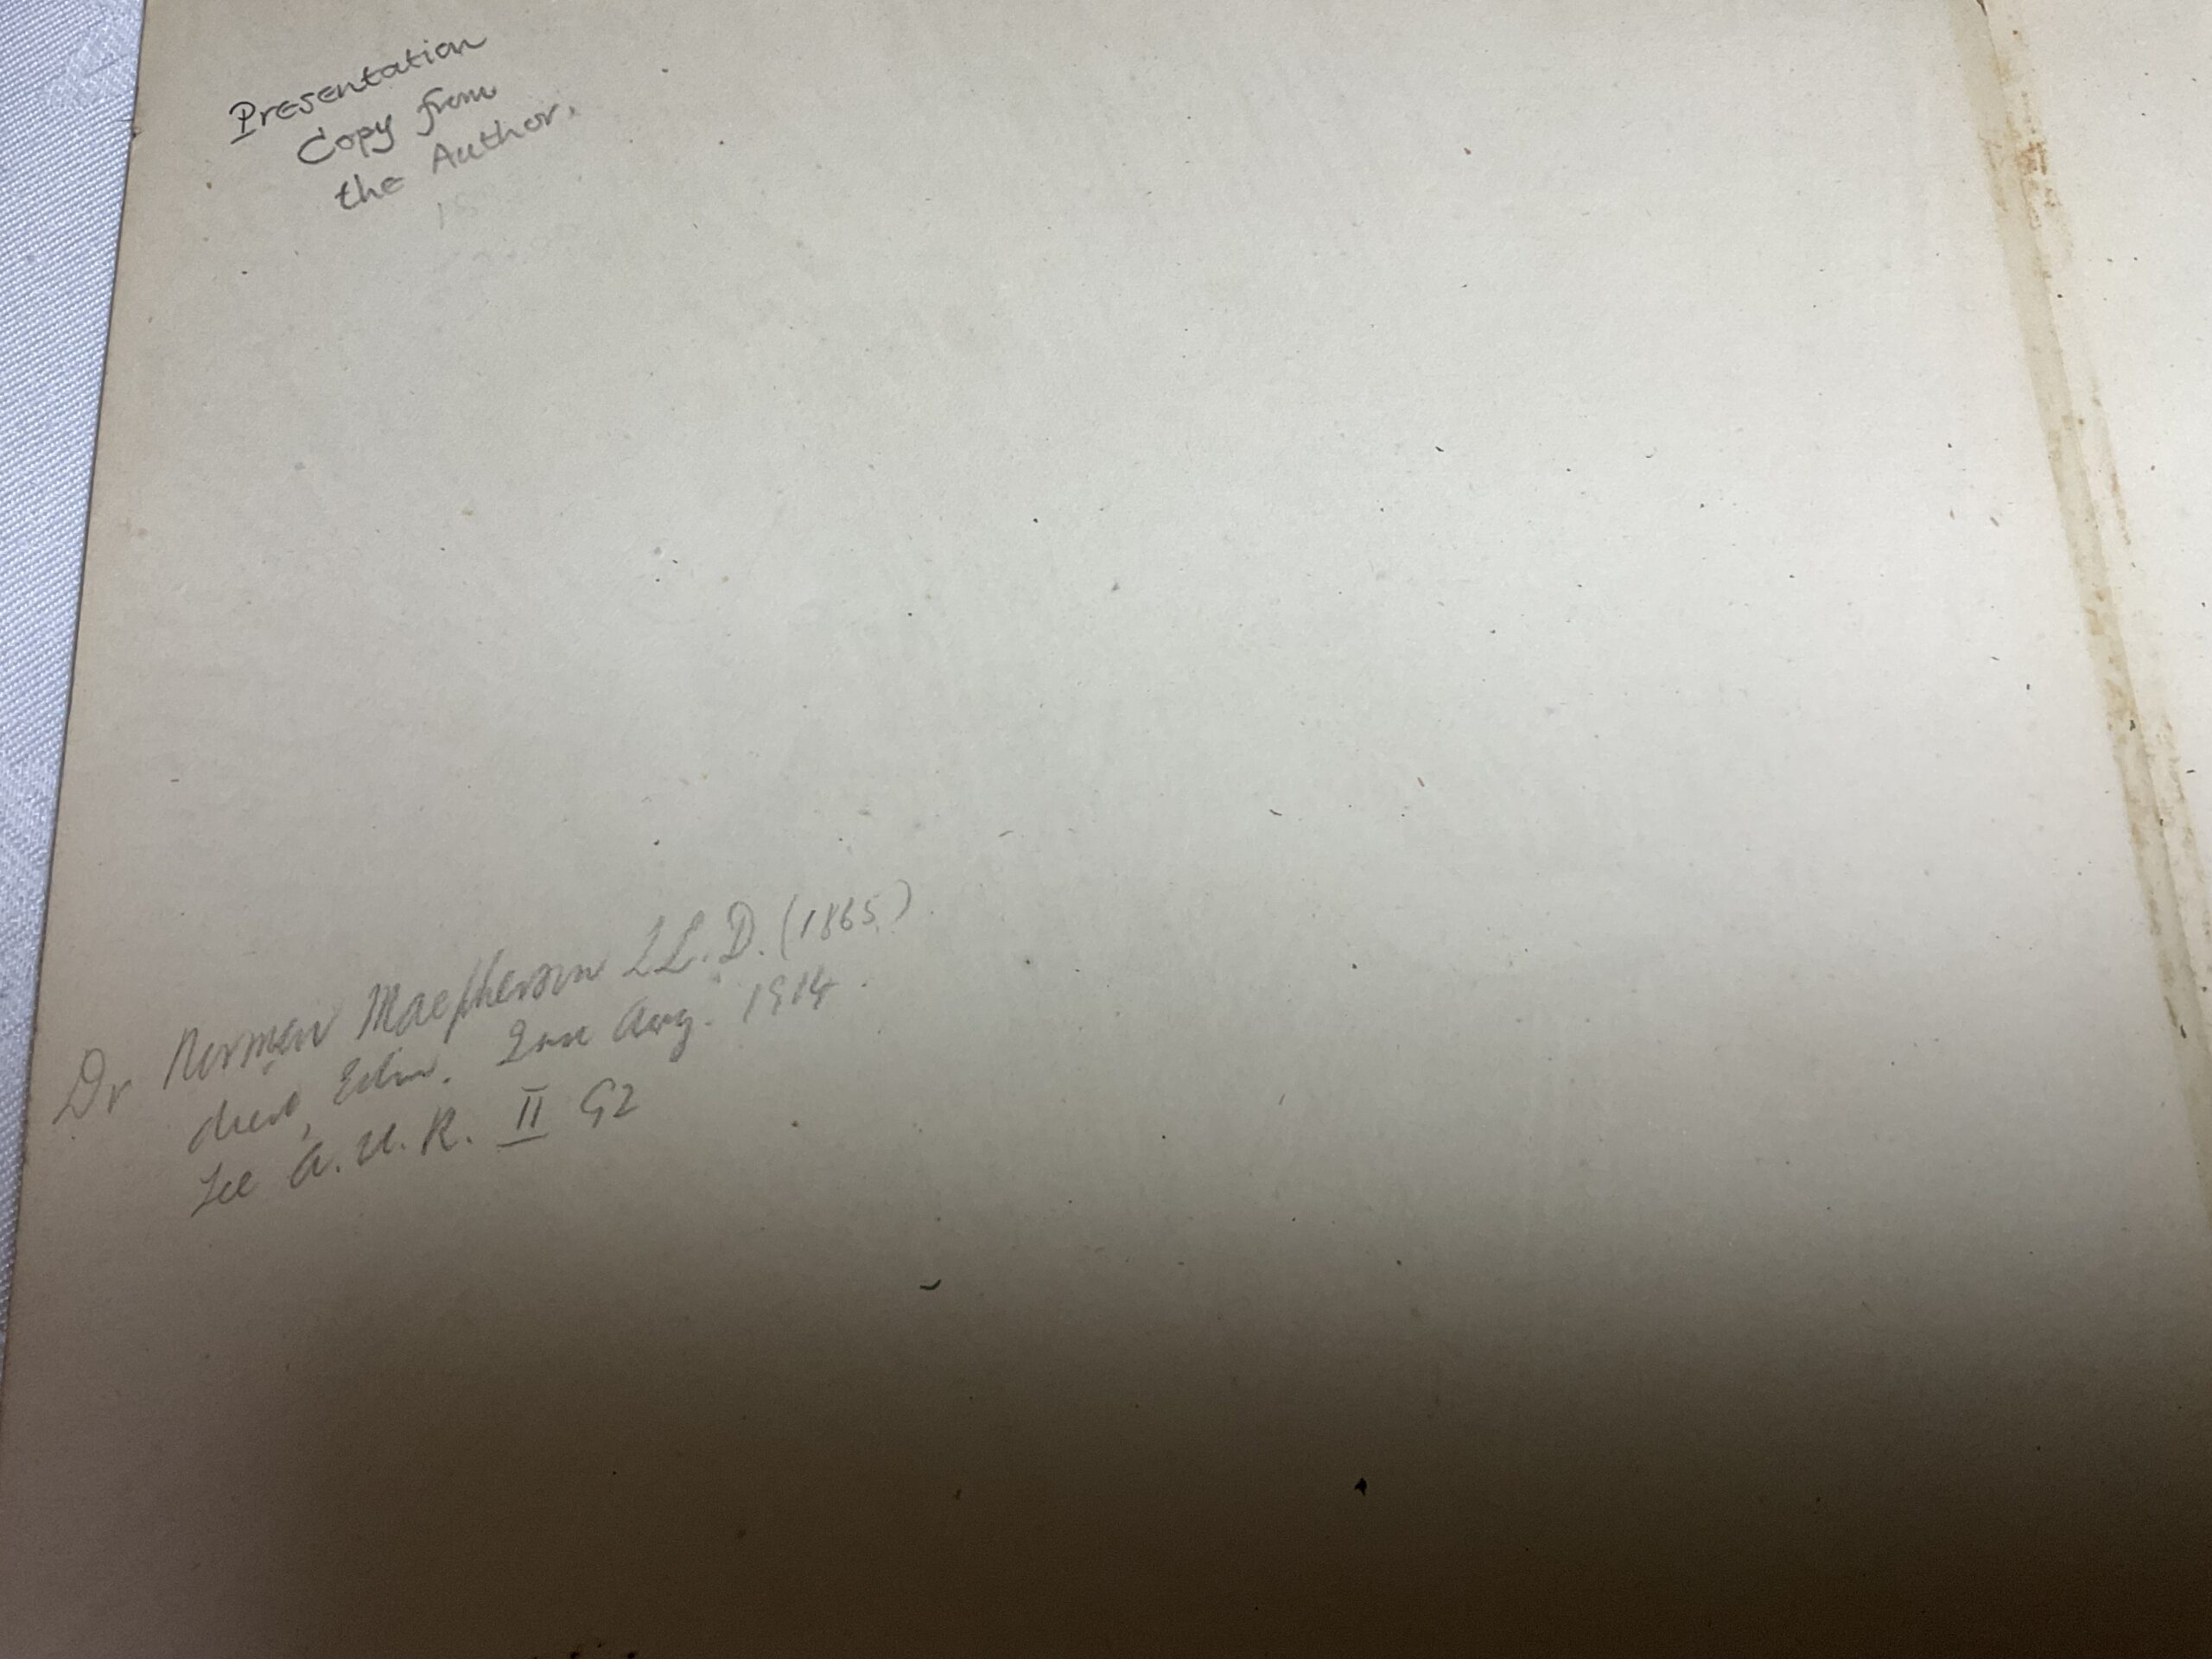 Presentation
Copy from
the Author.
Dr Norman Macpherson LL.D. (1865)
died, Edin. 2nd Aug. 1914
See A.U.R. II 92